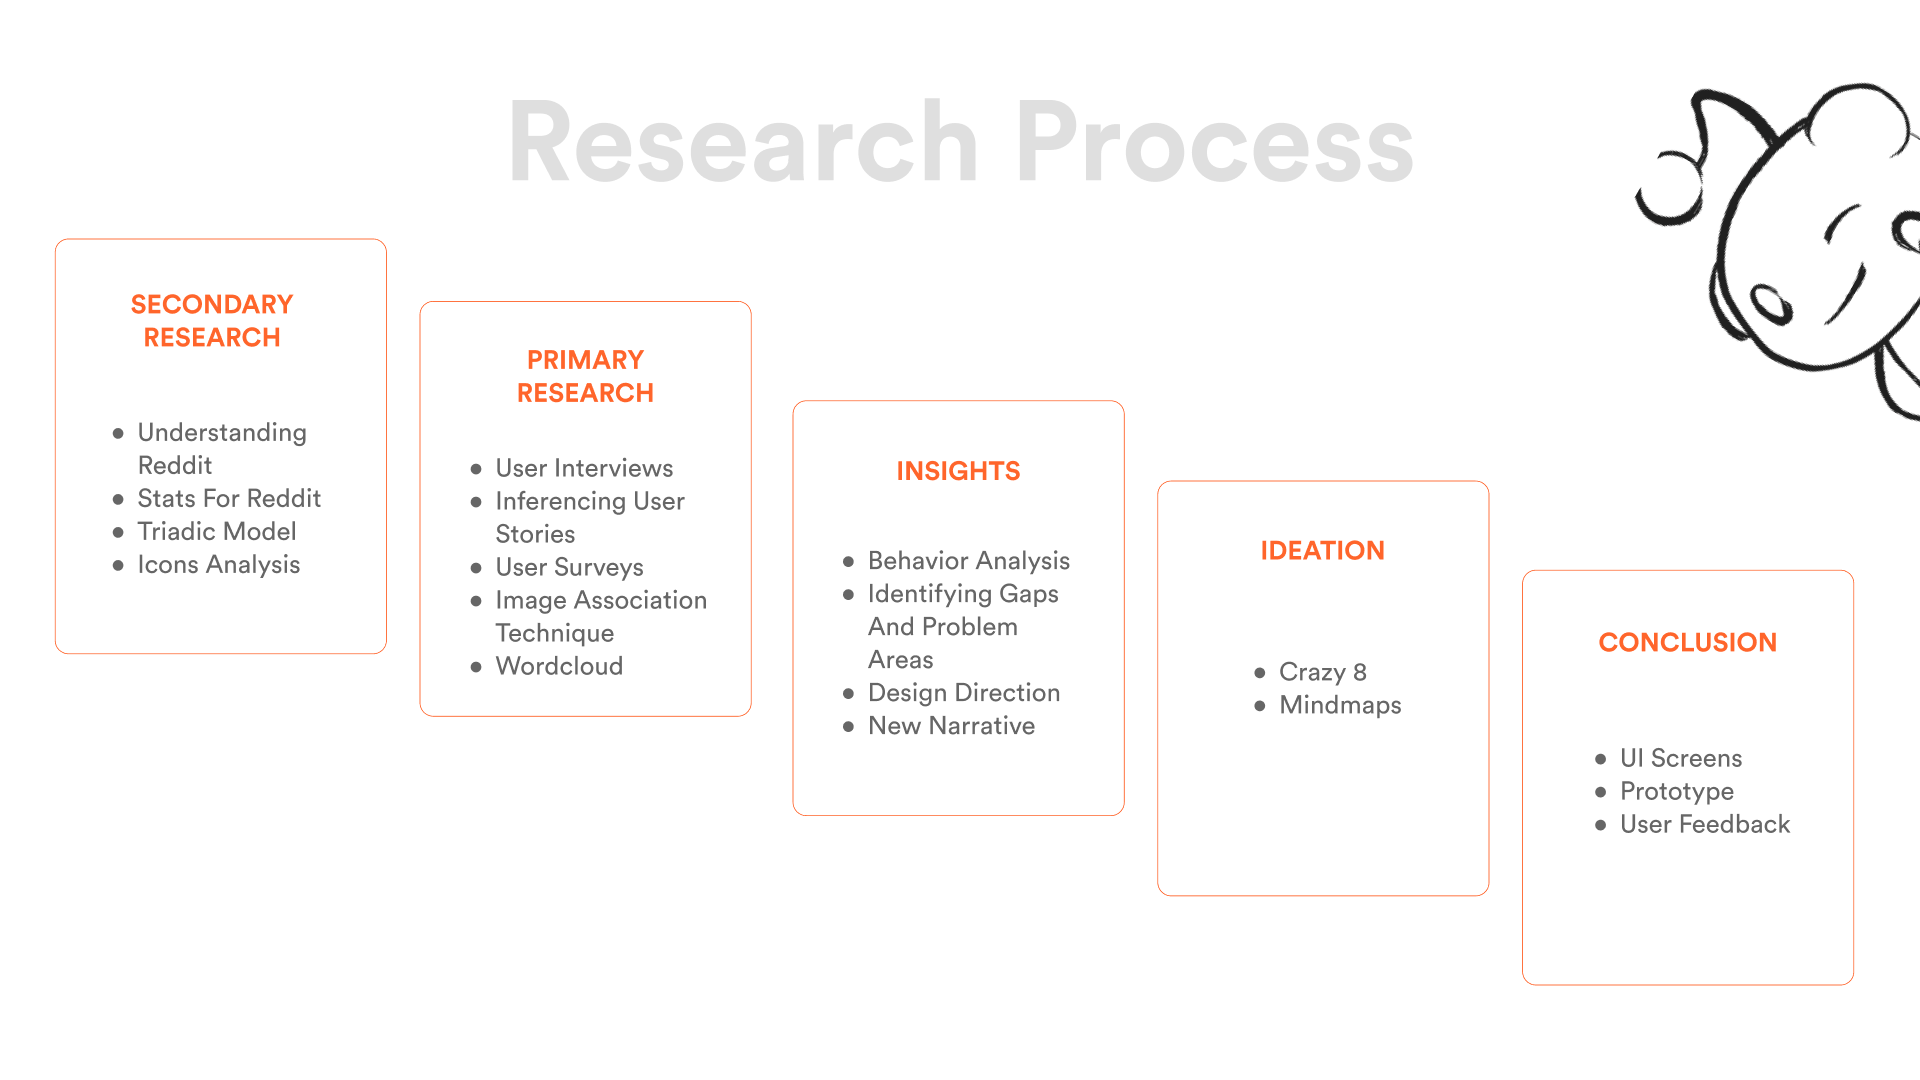 Research Process
SECONDARY
RESEARCH
● Understanding
Reddit
● Stats For Reddit
● Triadic Model
● Icons Analysis
PRIMARY
RESEARCH
● User Interviews
● Inferencing User
Stories
● User Surveys
● Image Association
Technique
● Wordcloud
INSIGHTS
● Behavior Analysis
● Identifying Gaps
And Problem
Areas
● Design Direction
● New Narrative
IDEATION
● Crazy 8
● Mindmaps
CONCLUSION
● UI Screens
● Prototype
● User Feedback